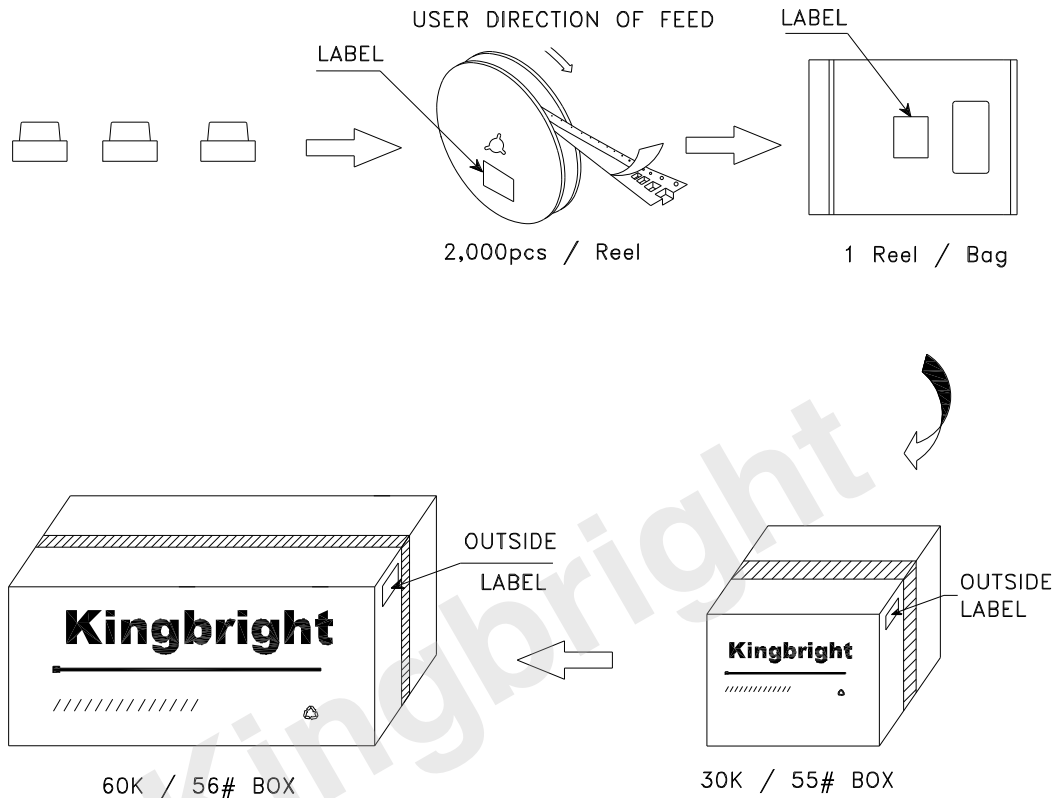 USER DIRECTION OF FEED
LABEL
LABEL
2,000pcs / Reel
1 Reel / Bag
OUTSIDE
LABEL
Kingbright
60K / 56# BOX
OUTSIDE
LABEL
Kingbright
30K / 55# BOX
Kingbright